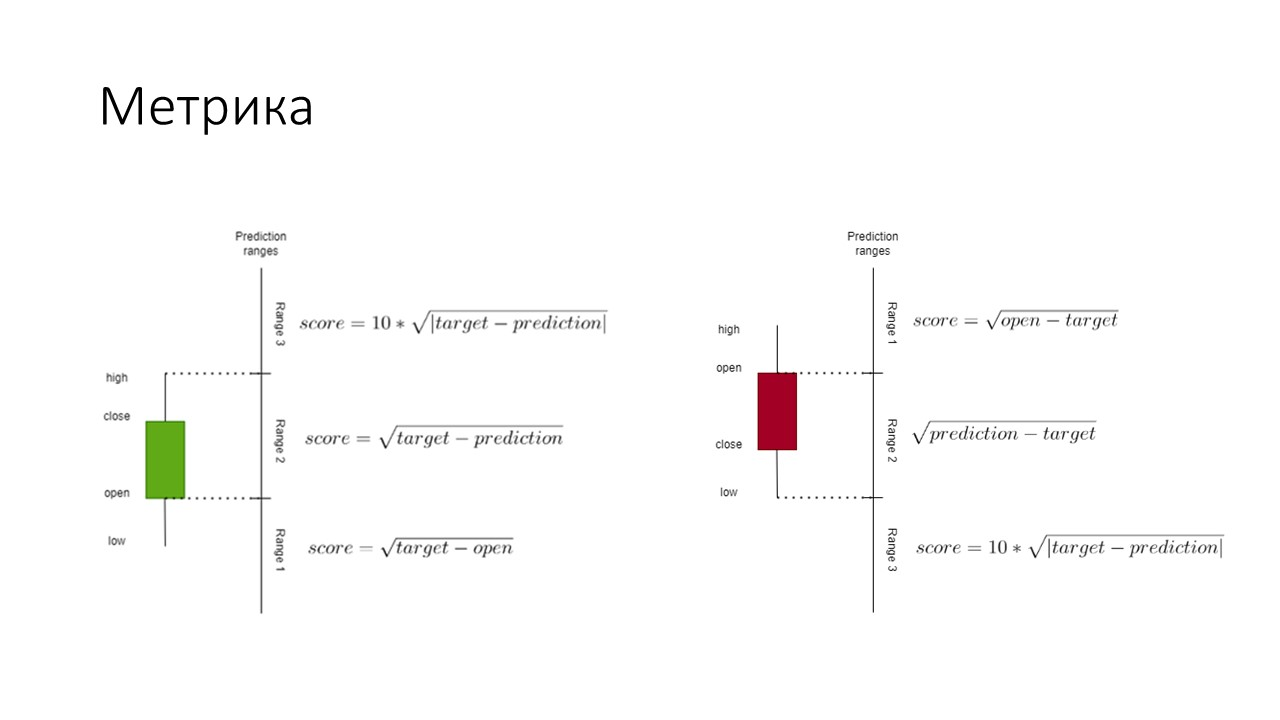 Метрика
Prediction
ranges
Range 3
score = 10 * √|target − prediction|
high
close
Range 2
score = √target − prediction
open
low
Range 1
score = √target − open
Prediction
ranges
Range 1
score = √open − target
high
open
Range 2
√prediction − target
close
low
Range 3
score = 10 * √|target − prediction|